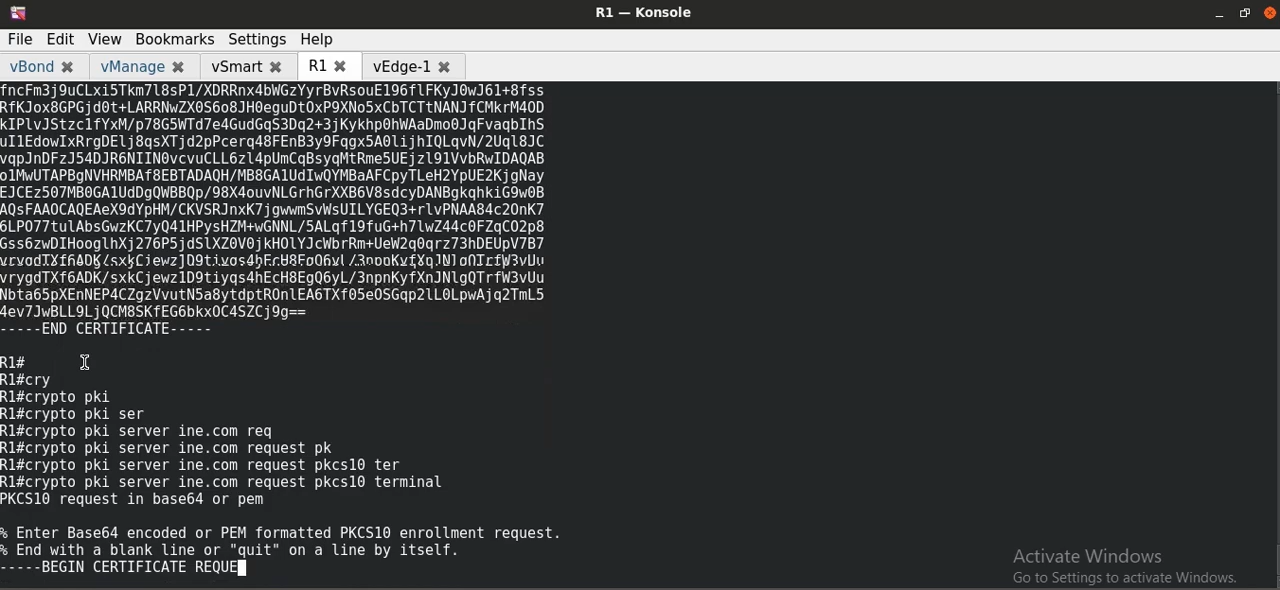 R1 — Konsole
File Edit View Bookmarks Settings Help
vBond vManage vSmart R1 vEdge-1
fncFm3j9uCLxi5Tkm7l8sP1/XDRRnx4bWGzYyrBvRsouE196flFKyJ0wJ61+8fss
RfKJox8GPGjd0t+LARRNwZX0S6o8JH0eguDtOxP9XNo5xCbTCTtNANJfCMkrM4OD
kIPlvJStzc1fYxM/p78G5WTd7e4GudGqS3Dq2+3jKykhp0hWAaDmo0JqFvaqbIhS
uI1EdowIxRrgDElj8qsXTjd2pPcerq48FEnB3y9Fqgx5A0lijhIQLqvN/2Uql8JC
vqpJnDFzJ54DJR6NIIN0vcvuCLL6zl4pUmCqBsyqMtRme5UEjzl91VvbRwIDAQAB
o1MwUTAPBgNVHRMBAf8EBTADAQH/MB8GA1UdIwQYMBaAFCpyTLeH2YpUE2KjgNay
EJCEz507MB0GA1UdDgQWBBQp/98X4ouvNLGrhGrXXB6V8sdcyDANBgkqhkiG9w0B
AQsFAAOCAQEAeX9dYpHM/CKVSRJnxK7jgwwmSvWsUILYGEQ3+rlvPNAA84c2OnK7
6LPO77tulAbsGwzKC7yQ41HPysHZM+wGNNL/5ALqf19fuG+h7lwZ44c0FZqCO2p8
Gss6zwDIHooglhXj276P5jdSlXZ0V0jkHOlYJcWbrRm+UeW2q0qrz73hDEUpV7B7
vrygdTXf6ADK/sxkCjewz1D9tiyqs4hEcH8EgQ6yL/3npnKyfXnJNlgQTrfW3vUu
Nbta65pXEnNEP4CZgzVvutN5a8ytdptROnlEA6TXf05eOSGqp2lL0LpwAjq2TmL5
4ev7JwBLL9LjQCM8SKfEG6bkxOC4SZCj9g==
-----END CERTIFICATE-----
R1#
R1#cry
R1#crypto pki
R1#crypto pki ser
R1#crypto pki server ine.com req
R1#crypto pki server ine.com request pk
R1#crypto pki server ine.com request pkcs10 ter
R1#crypto pki server ine.com request pkcs10 terminal
PKCS10 request in base64 or pem
% Enter Base64 encoded or PEM formatted PKCS10 enrollment request.
% End with a blank line or "quit" on a line by itself.
-----BEGIN CERTIFICATE REQUE
Activate Windows
Go to Settings to activate Windows.